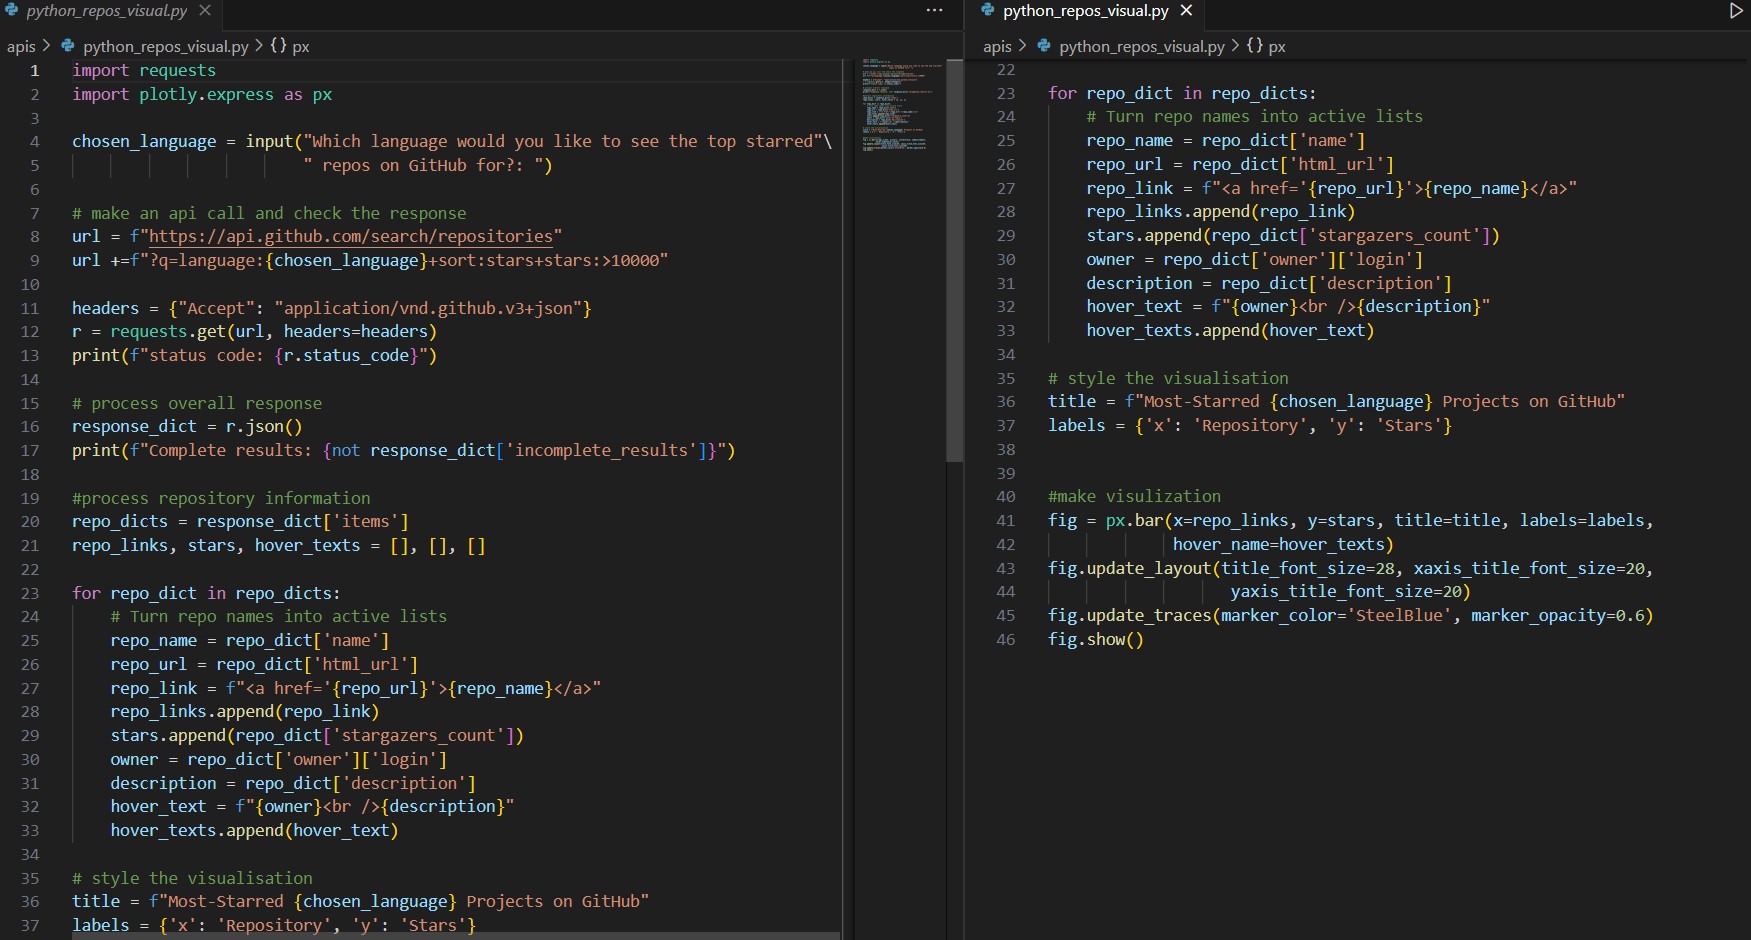 python_repos_visual.py ×
apis > python_repos_visual.py > {} px
1 import requests
2 import plotly.express as px
3
4 chosen_language = input("Which language would you like to see the top starred"\
5 " repos on GitHub for?: ")
6
7 # make an api call and check the response
8 url = f"https://api.github.com/search/repositories"
9 url +=f"?q=language:{chosen_language}+sort:stars+stars:>10000"
10
11 headers = {"Accept": "application/vnd.github.v3+json"}
12 r = requests.get(url, headers=headers)
13 print(f"status code: {r.status_code}")
14
15 # process overall response
16 response_dict = r.json()
17 print(f"Complete results: {not response_dict['incomplete_results']}")
18
19 #process repository information
20 repo_dicts = response_dict['items']
21 repo_links, stars, hover_texts = [], [], []
22
23 for repo_dict in repo_dicts:
24 # Turn repo names into active lists
25 repo_name = repo_dict['name']
26 repo_url = repo_dict['html_url']
27 repo_link = f"<a href='{repo_url}'>{repo_name}</a>"
28 repo_links.append(repo_link)
29 stars.append(repo_dict['stargazers_count'])
30 owner = repo_dict['owner']['login']
31 description = repo_dict['description']
32 hover_text = f"{owner}<br />{description}"
33 hover_texts.append(hover_text)
34
35 # style the visualisation
36 title = f"Most-Starred {chosen_language} Projects on GitHub"
37 labels = {'x': 'Repository', 'y': 'Stars'}
python_repos_visual.py ×
apis > python_repos_visual.py > {} px
22
23 for repo_dict in repo_dicts:
24 # Turn repo names into active lists
25 repo_name = repo_dict['name']
26 repo_url = repo_dict['html_url']
27 repo_link = f"<a href='{repo_url}'>{repo_name}</a>"
28 repo_links.append(repo_link)
29 stars.append(repo_dict['stargazers_count'])
30 owner = repo_dict['owner']['login']
31 description = repo_dict['description']
32 hover_text = f"{owner}<br />{description}"
33 hover_texts.append(hover_text)
34
35 # style the visualisation
36 title = f"Most-Starred {chosen_language} Projects on GitHub"
37 labels = {'x': 'Repository', 'y': 'Stars'}
38
39
40 #make visulization
41 fig = px.bar(x=repo_links, y=stars, title=title, labels=labels,
42 hover_name=hover_texts)
43 fig.update_layout(title_font_size=28, xaxis_title_font_size=20,
44 yaxis_title_font_size=20)
45 fig.update_traces(marker_color='SteelBlue', marker_opacity=0.6)
46 fig.show()